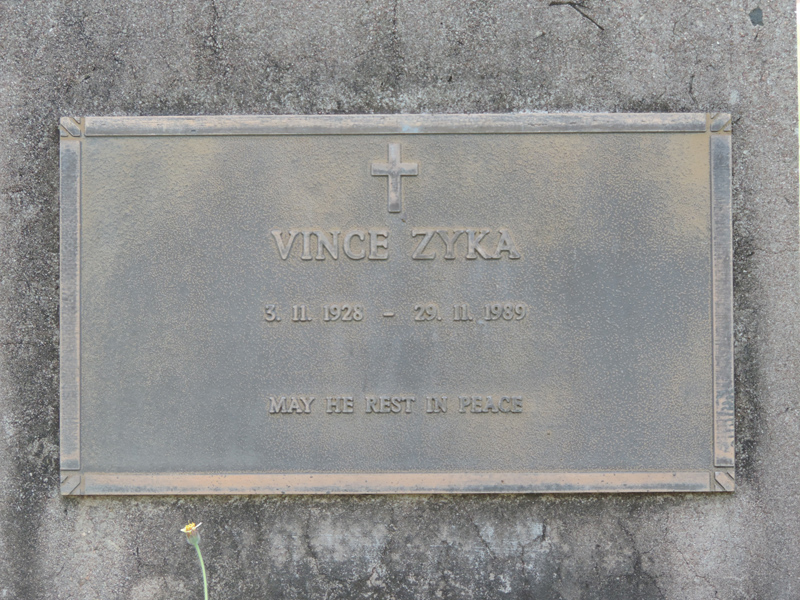 VINCE ZYKA
3. 11. 1928 - 29. 11. 1989
MAY HE REST IN PEACE